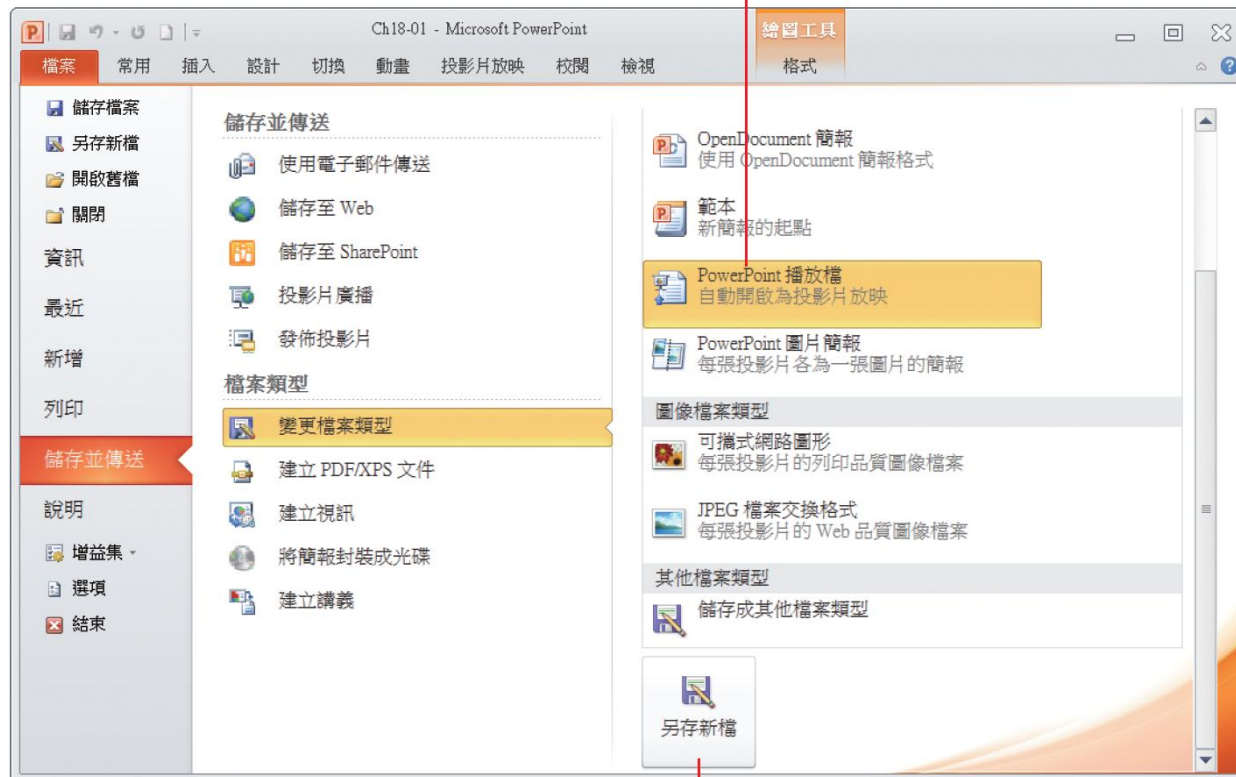 Ch18-01 - Microsoft PowerPoint
繪圖工具
檔案 常用 插入 設計 切換 動畫 投影片放映 校閱 檢視 格式
儲存檔案
另存新檔
開啟舊檔
關閉
資訊
最近
新增
列印
儲存並傳送
說明
增益集
選項
結束
儲存並傳送
使用電子郵件傳送
儲存至 Web
儲存至 SharePoint
投影片廣播
發佈投影片
檔案類型
變更檔案類型
建立 PDF/XPS 文件
建立視訊
將簡報封裝成光碟
建立講義
OpenDocument 簡報
使用 OpenDocument 簡報格式
範本
新簡報的起點
PowerPoint 播放檔
自動開啟為投影片放映
PowerPoint 圖片簡報
每張投影片各為一張圖片的簡報
圖像檔案類型
可攜式網路圖形
每張投影片的列印品質圖像檔案
JPEG 檔案交換格式
每張投影片的 Web 品質圖像檔案
其他檔案類型
儲存成其他檔案類型
另存新檔